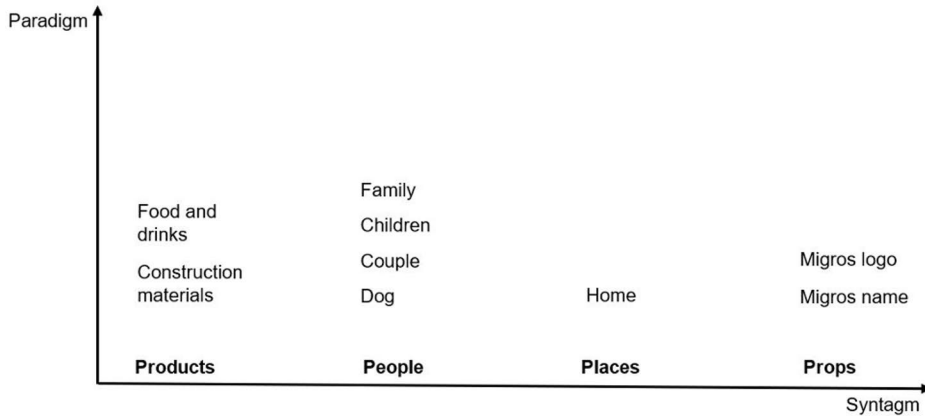 Paradigm
Family
Food and
drinks
Children
Construction
materials
Couple
Dog
Home
Migros logo
Migros name
Products
People
Places
Props
Syntagm